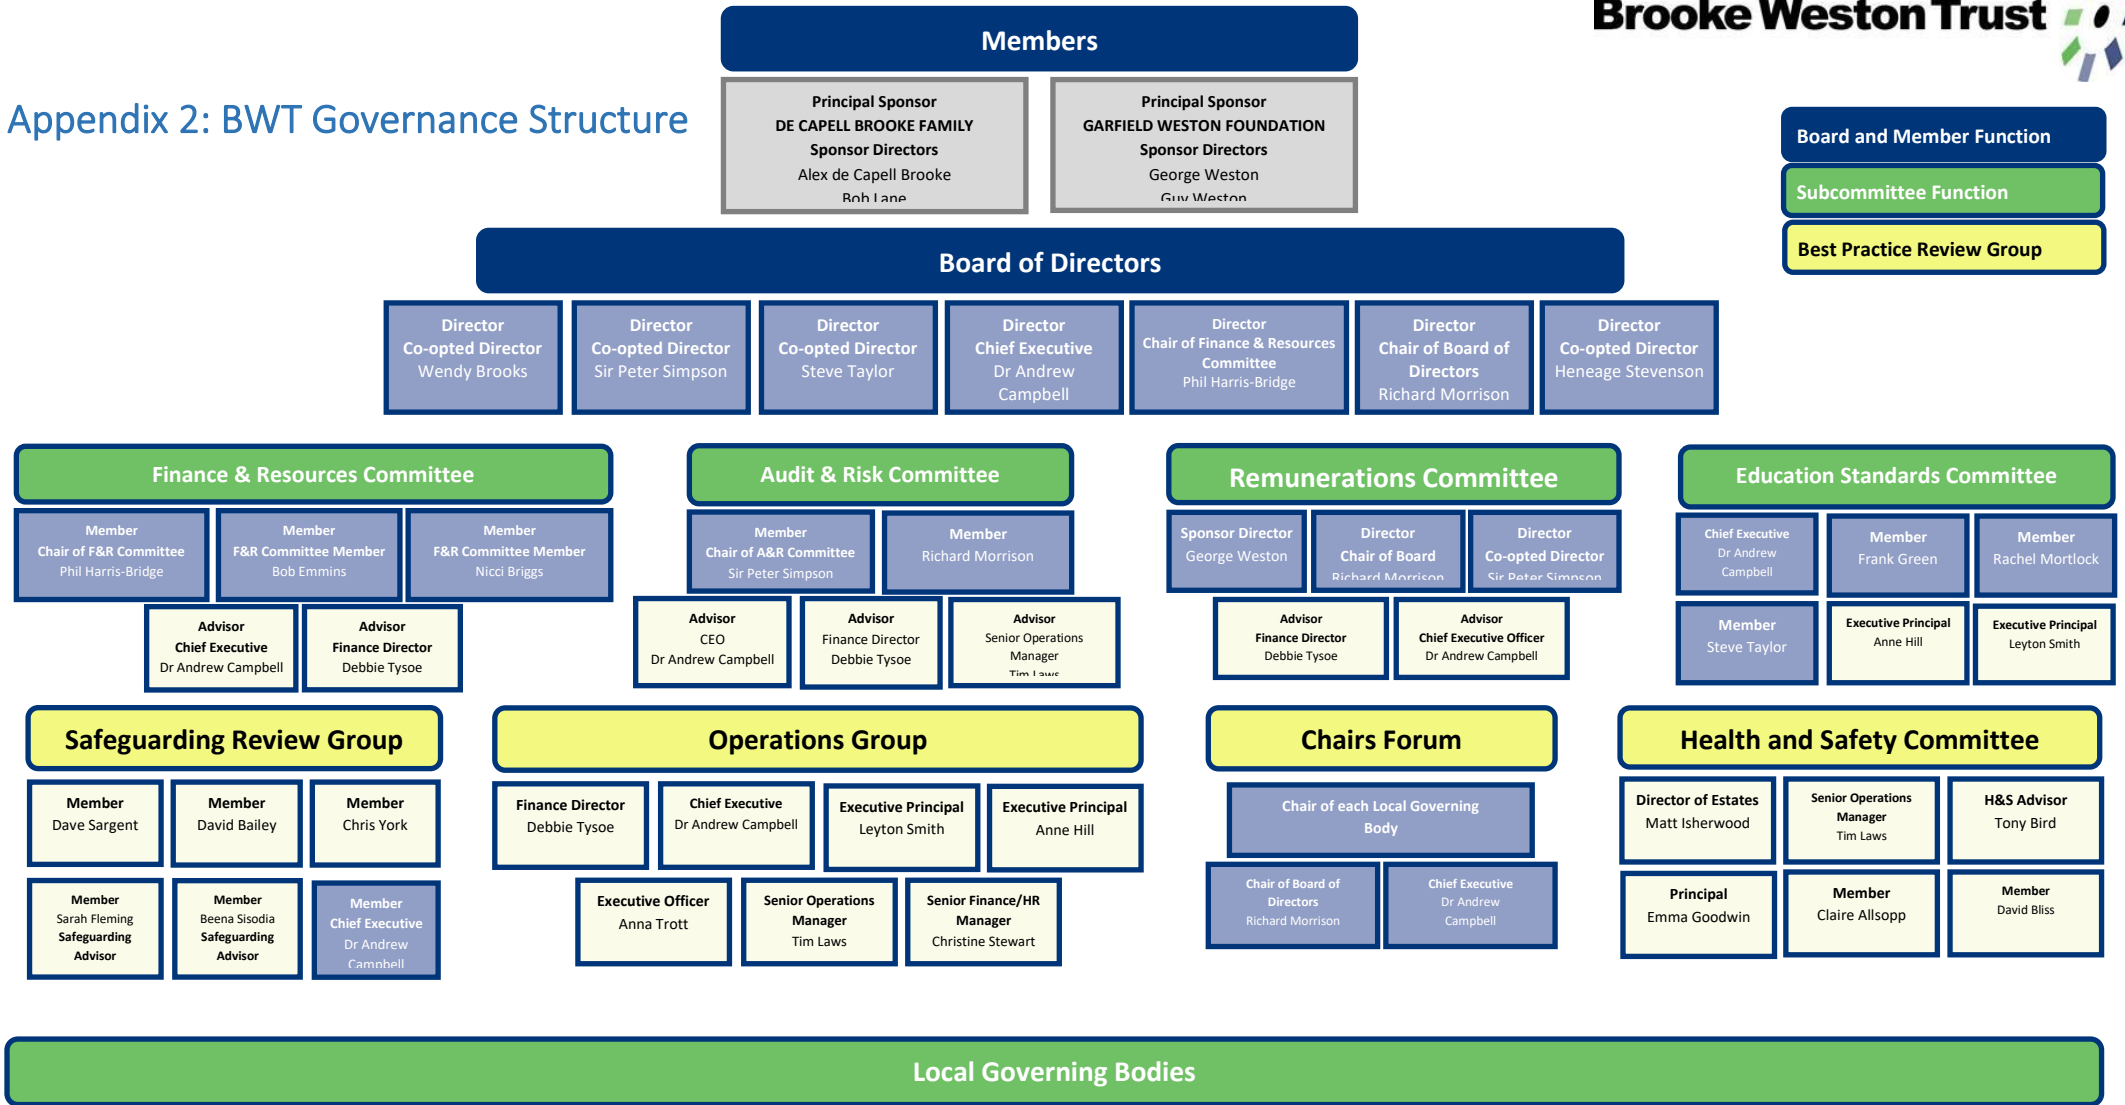 Brooke Weston Trust
Members
Appendix 2: BWT Governance Structure
Principal Sponsor
DE CAPELL BROOKE FAMILY
Sponsor Directors
Alex de Capell Brooke
Bob Lane
Principal Sponsor
GARFIELD WESTON FOUNDATION
Sponsor Directors
George Weston
Guy Weston
Board and Member Function
Subcommittee Function
Best Practice Review Group
Board of Directors
Director
Co-opted Director
Wendy Brooks
Director
Co-opted Director
Sir Peter Simpson
Director
Co-opted Director
Steve Taylor
Director
Chief Executive
Dr Andrew
Campbell
Director
Chair of Finance & Resources
Committee
Phil Harris-Bridge
Director
Chair of Board of
Directors
Richard Morrison
Director
Co-opted Director
Heneage Stevenson
Finance & Resources Committee
Member
Chair of F&R Committee
Phil Harris-Bridge
Member
F&R Committee Member
Bob Emmins
Member
F&R Committee Member
Nicci Briggs
Advisor
Chief Executive
Dr Andrew Campbell
Advisor
Finance Director
Debbie Tysoe
Audit & Risk Committee
Member
Chair of A&R Committee
Sir Peter Simpson
Member
Richard Morrison
Advisor
CEO
Dr Andrew Campbell
Advisor
Finance Director
Debbie Tysoe
Advisor
Senior Operations
Manager
Tim Laws
Remunerations Committee
Sponsor Director
George Weston
Director
Chair of Board
Richard Morrison
Director
Co-opted Director
Sir Peter Simpson
Advisor
Finance Director
Debbie Tysoe
Advisor
Chief Executive Officer
Dr Andrew Campbell
Education Standards Committee
Chief Executive
Dr Andrew
Campbell
Member
Frank Green
Member
Rachel Mortlock
Member
Steve Taylor
Executive Principal
Anne Hill
Executive Principal
Leyton Smith
Safeguarding Review Group
Member
Dave Sargent
Member
David Bailey
Member
Chris York
Member
Sarah Fleming
Safeguarding
Advisor
Member
Beena Sisodia
Safeguarding
Advisor
Member
Chief Executive
Dr Andrew
Campbell
Operations Group
Finance Director
Debbie Tysoe
Chief Executive
Dr Andrew Campbell
Executive Principal
Leyton Smith
Executive Principal
Anne Hill
Executive Officer
Anna Trott
Senior Operations
Manager
Tim Laws
Senior Finance/HR
Manager
Christine Stewart
Chairs Forum
Chair of each Local Governing
Body
Chair of Board of
Directors
Richard Morrison
Chief Executive
Dr Andrew
Campbell
Health and Safety Committee
Director of Estates
Matt Isherwood
Senior Operations
Manager
Tim Laws
H&S Advisor
Tony Bird
Principal
Emma Goodwin
Member
Claire Allsopp
Member
David Bliss
Local Governing Bodies